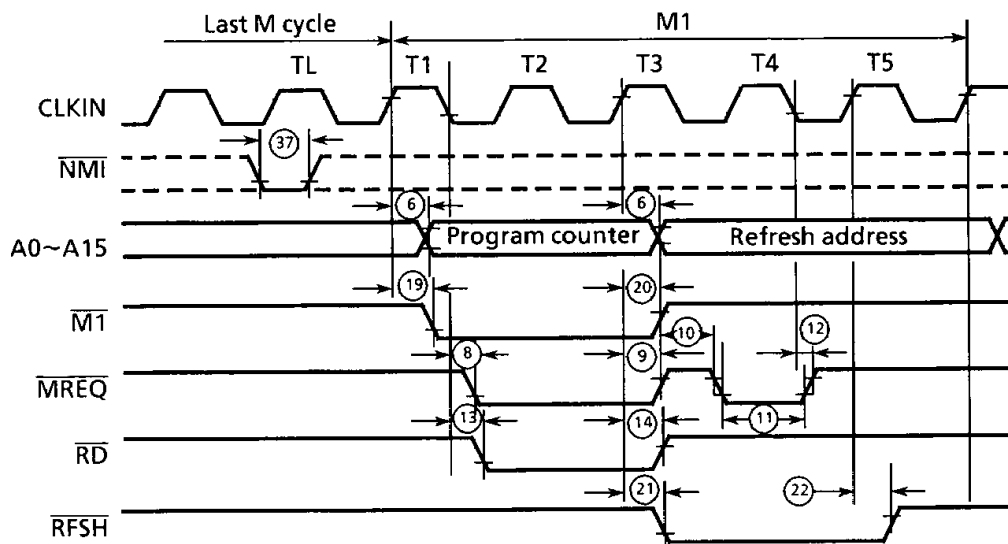 Last M cycle M1
TL T1 T2 T3 T4 T5
CLKIN
37
NMI
6 6
A0~A15 Program counter Refresh address
19 20
M1
10 12
8 9
MREQ
13 14 11
RD
21 22
RFSH